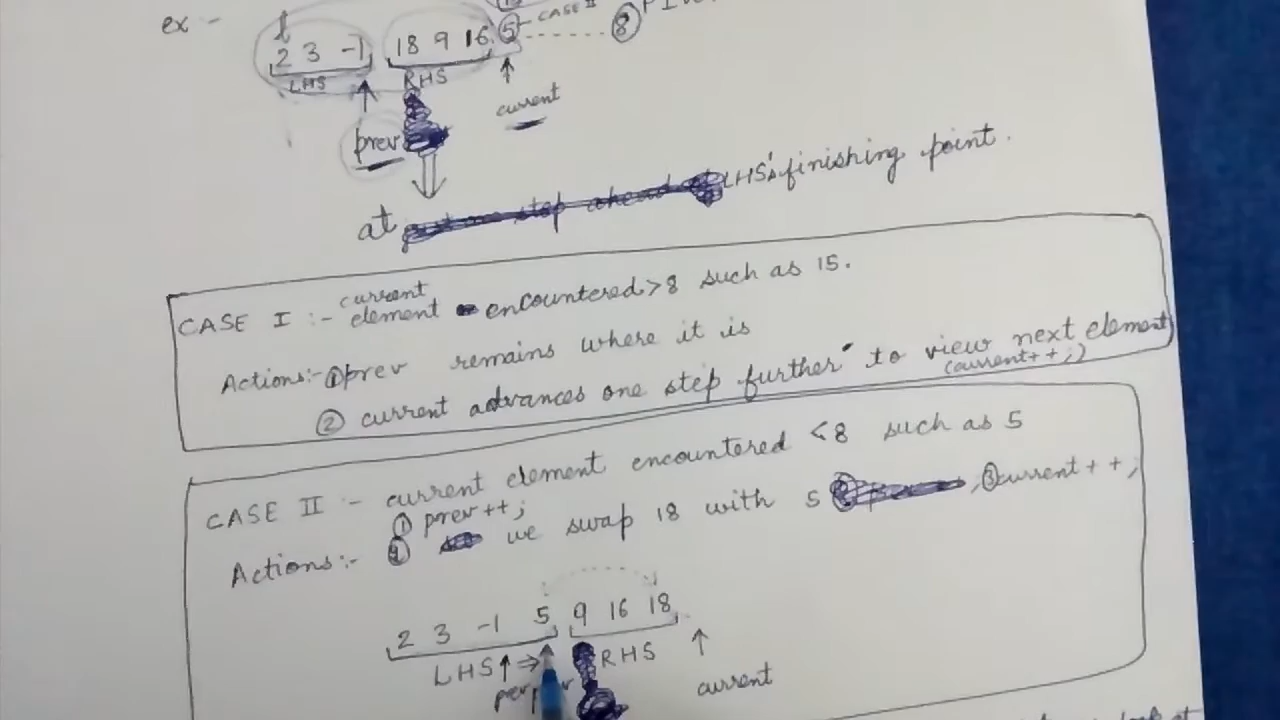 ex :-
2 3 -1 18 9 16 5 CASE II 8
LHS RHS
prev current
at LHS's finishing point.
CASE I :- current element encountered > 8 such as 15.
Actions:- ① prev remains where it is
② current advances one step further to view next element
(current++;)
CASE II :- current element encountered < 8 such as 5
① prev++;
Actions:- ② we swap 18 with 5 , ③ current++;
2 3 -1 5 9 16 18
LHS ⇒ RHS
current